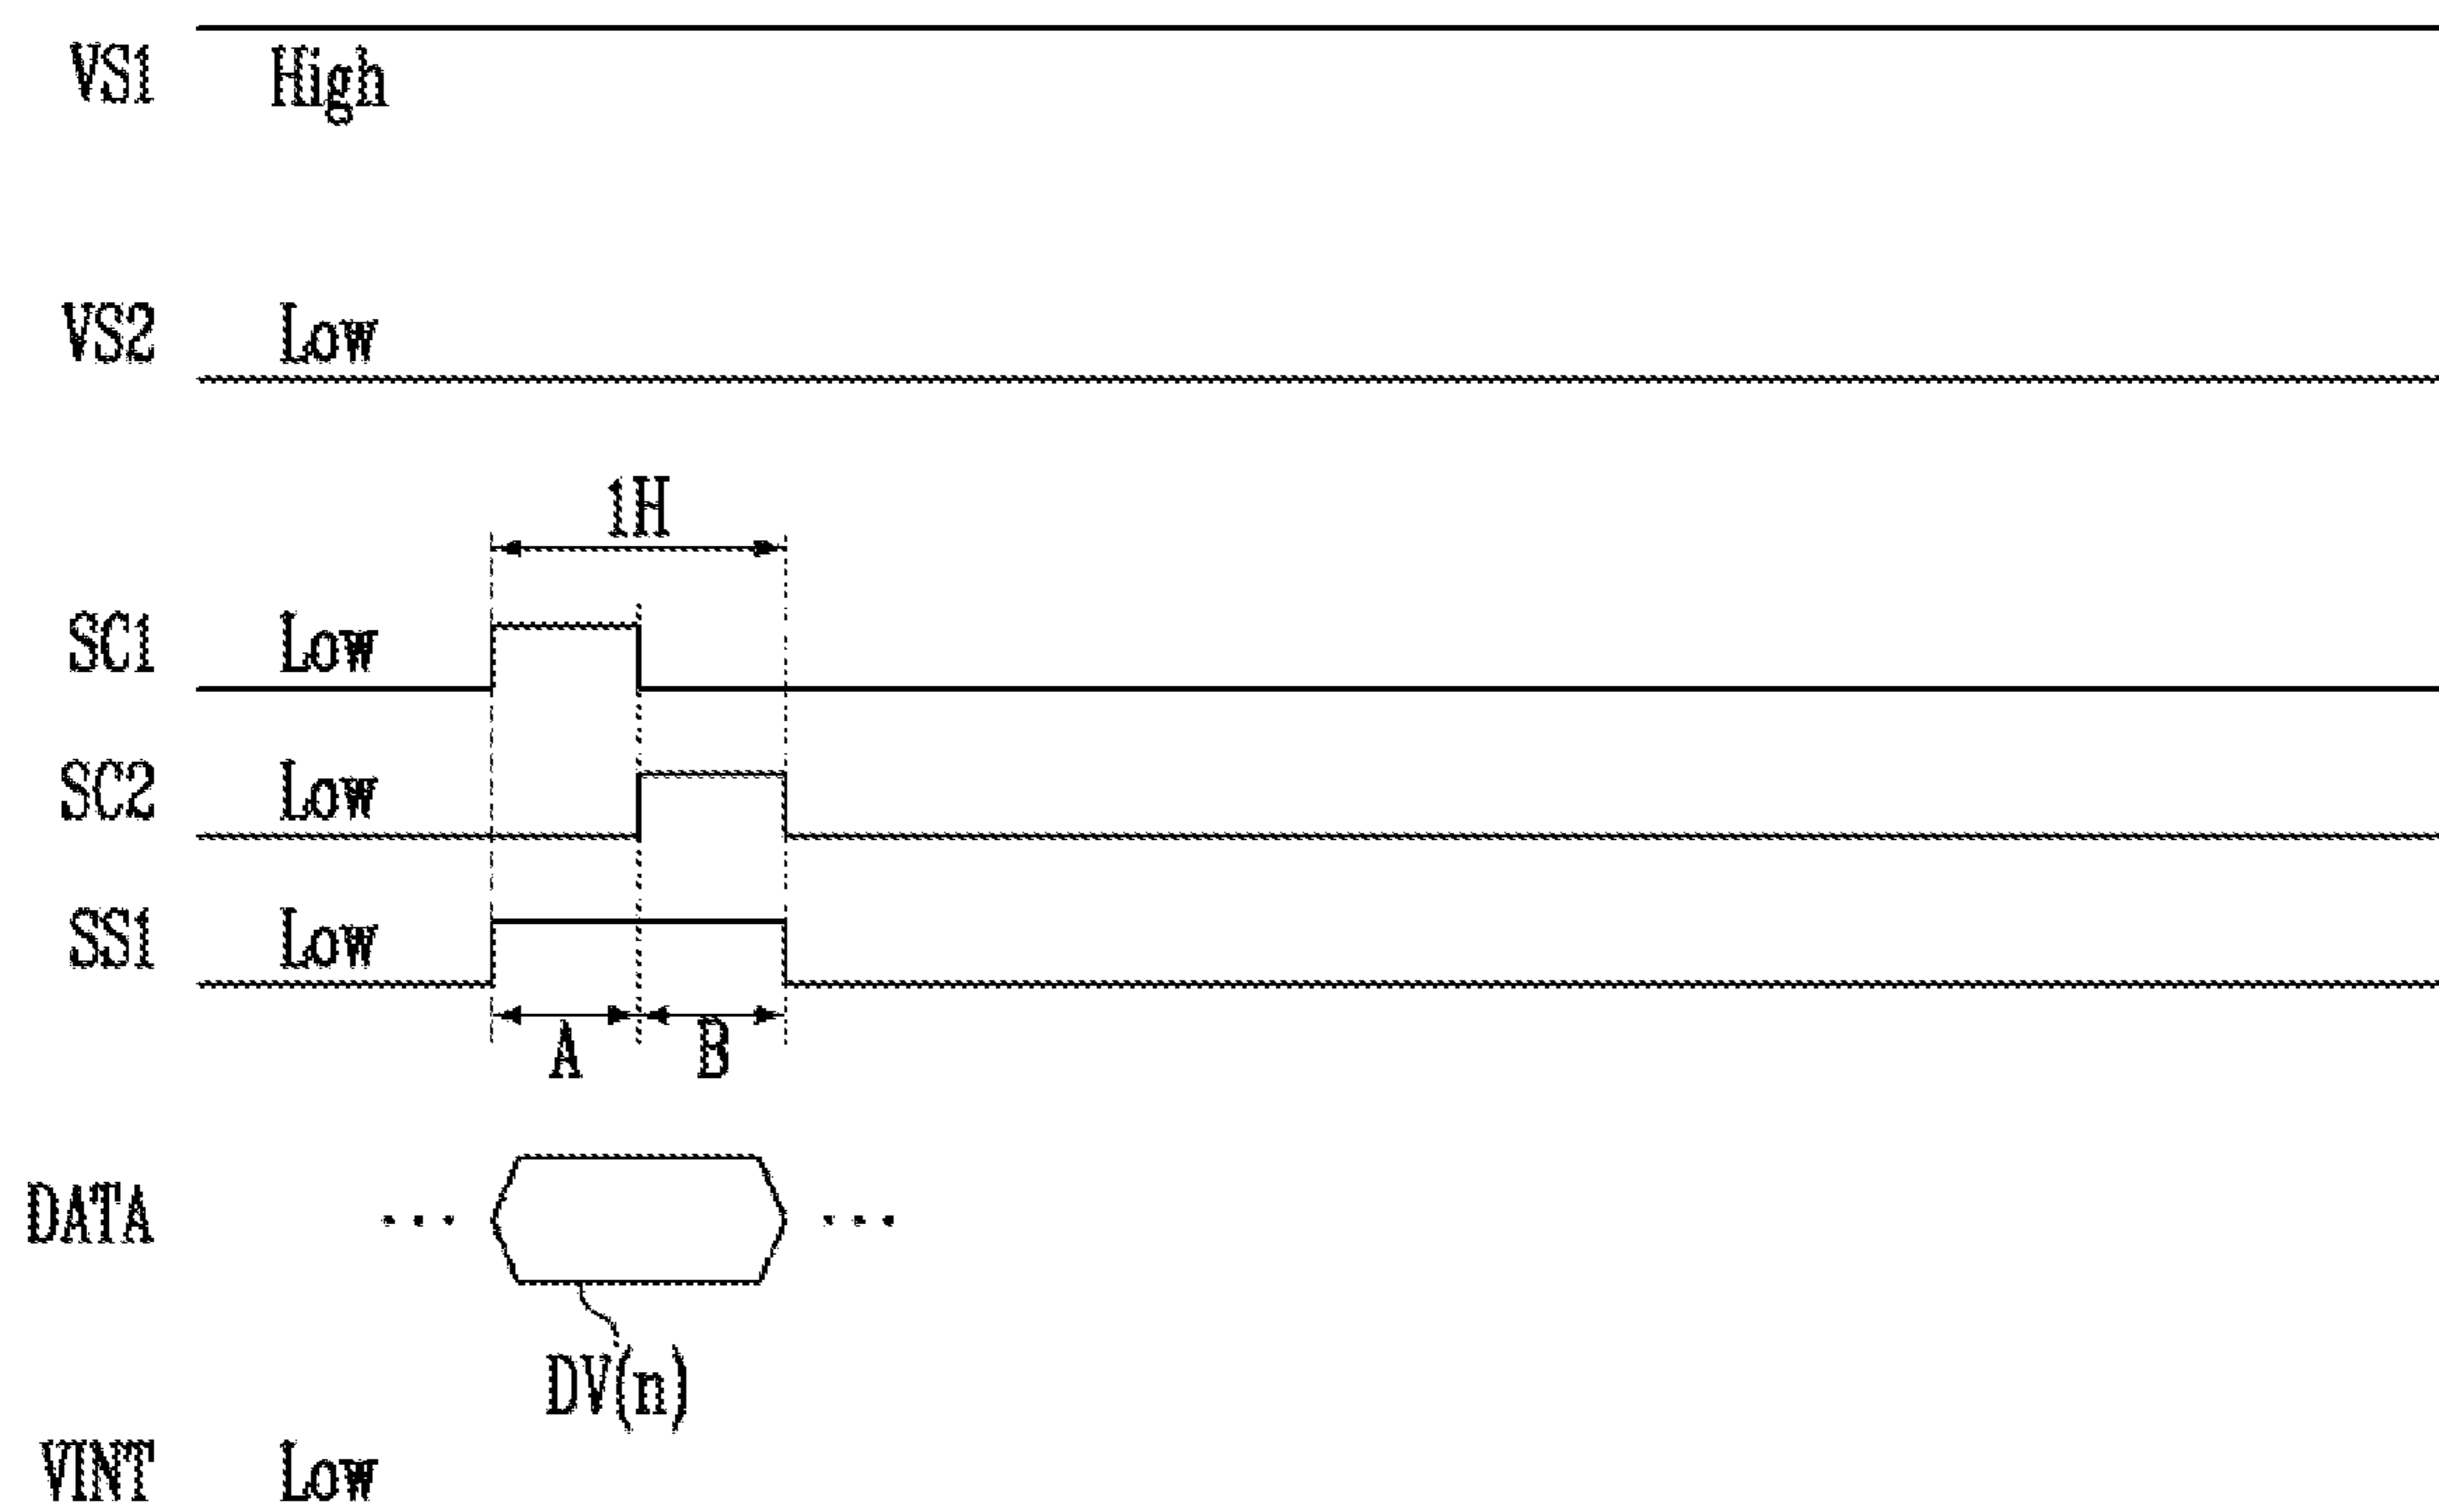 VS1 High
VS2 Low
1H
SC1 Low
SC2 Low
SS1 Low
A B
DATA ... ...
DV(n)
VINT Low